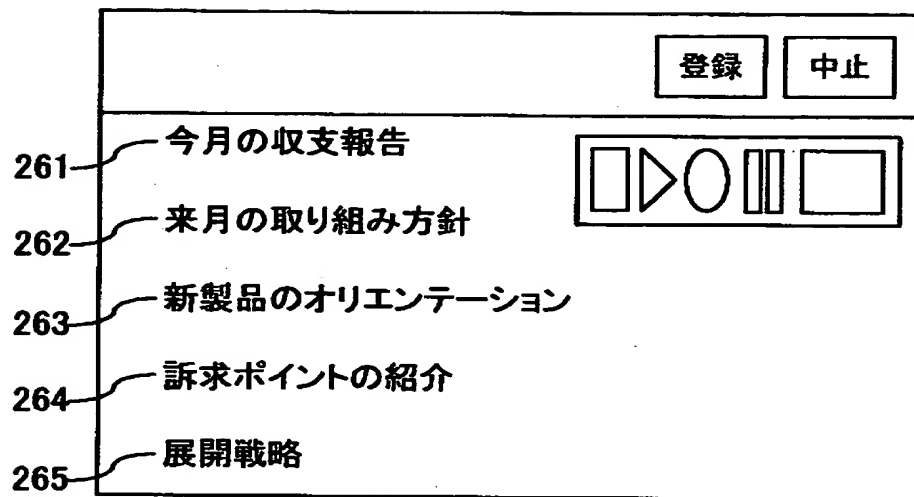 登録 中止
261 今月の収支報告
262 来月の取り組み方針
263 新製品のオリエンテーション
264 訴求ポイントの紹介
265 展開戦略